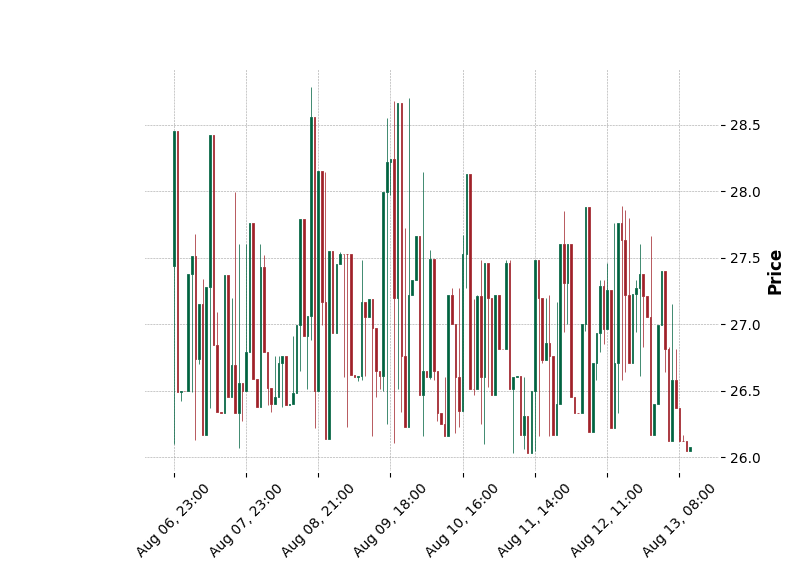 28.5
28.0
27.5
27.0
26.5
26.0
Price
Aug 06, 23:00
Aug 07, 23:00
Aug 08, 21:00
Aug 09, 18:00
Aug 10, 16:00
Aug 11, 14:00
Aug 12, 11:00
Aug 13, 08:00